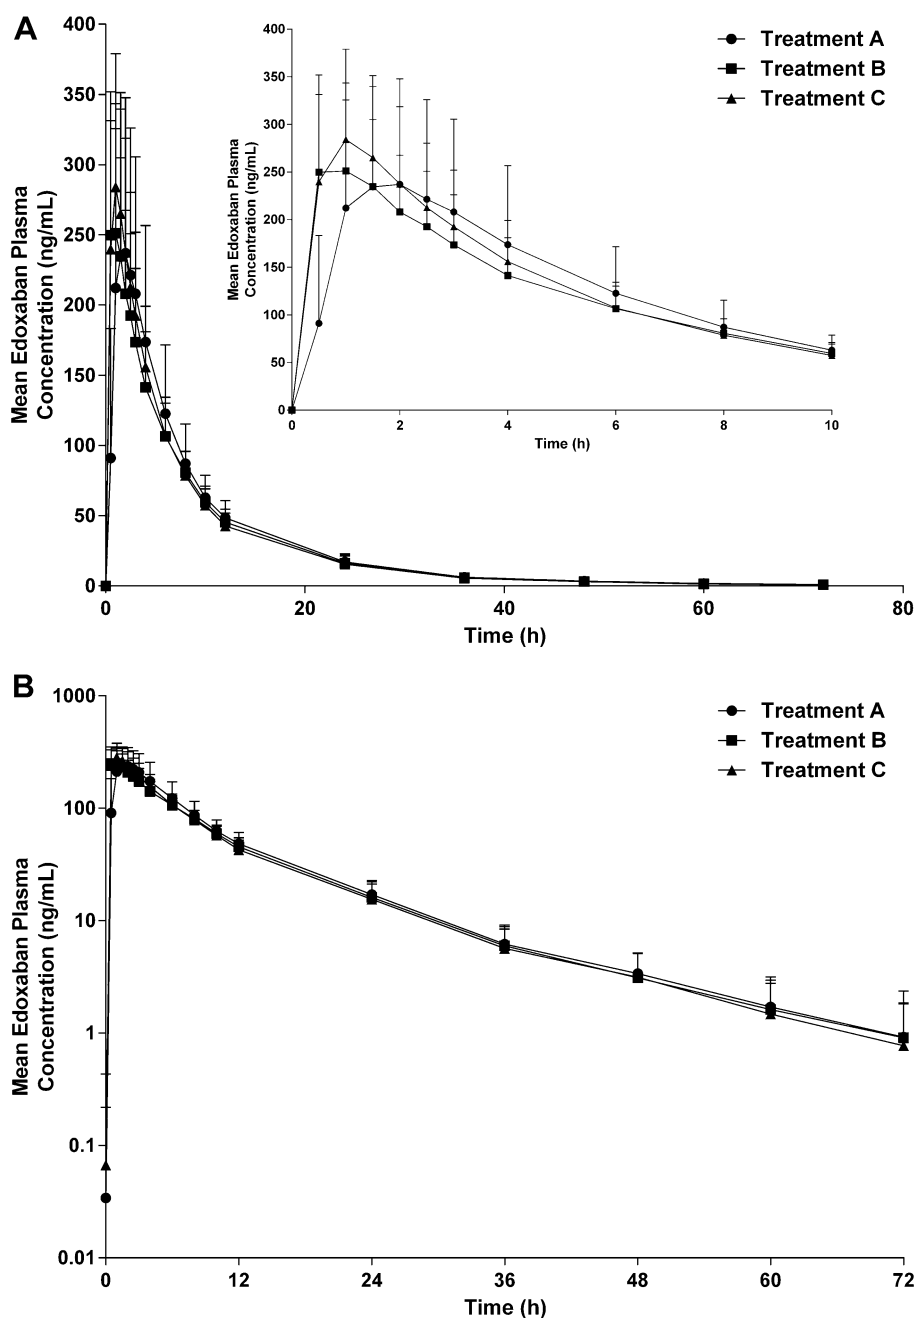 A
Mean Edoxaban Plasma
Concentration (ng/mL)
400
350
300
250
200
150
100
50
0
0
20
40
60
80
Time (h)
Mean Edoxaban Plasma
Concentration (ng/mL)
400
350
300
250
200
150
100
50
0
0
2
4
6
8
10
Time (h)
Treatment A
Treatment B
Treatment C
B
Mean Edoxaban Plasma
Concentration (ng/mL)
1000
100
10
1
0.1
0.01
0
12
24
36
48
60
72
Time (h)
Treatment A
Treatment B
Treatment C